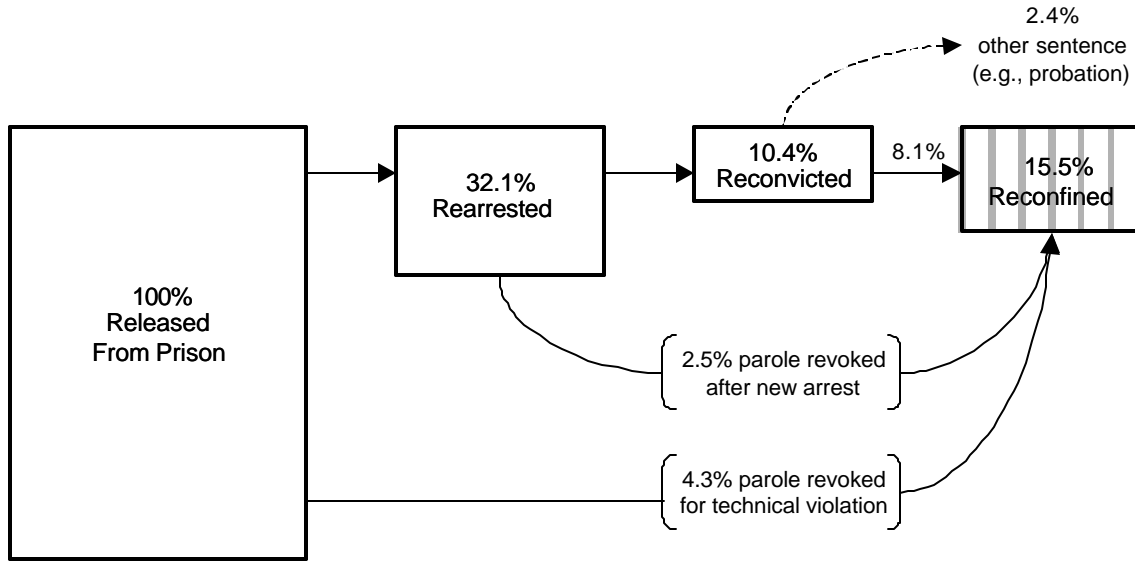 2.4%
other sentence
(e.g., probation)
100%
Released
From Prison
32.1%
Rearrested
10.4%
Reconvicted
8.1%
15.5%
Reconfined
2.5% parole revoked
after new arrest
4.3% parole revoked
for technical violation